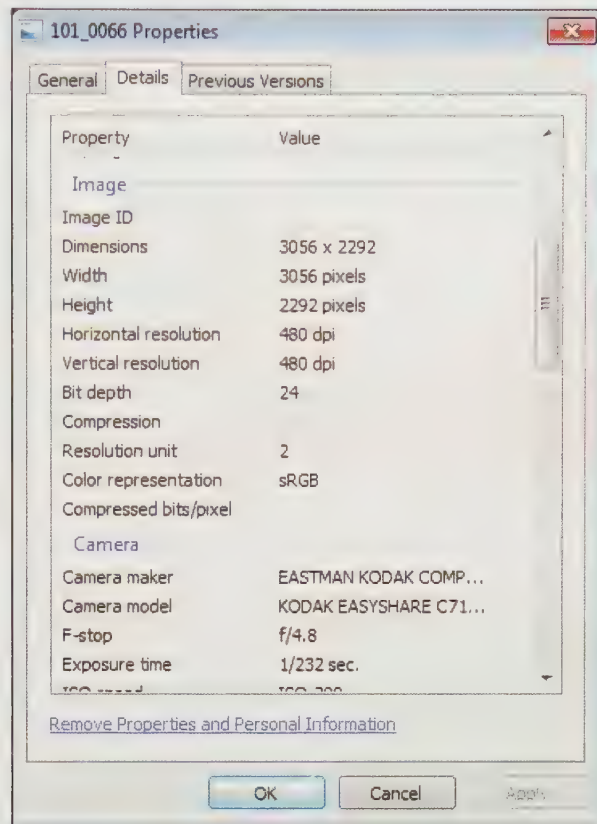 101_0066 Properties
General Details Previous Versions
Property Value
Image
Image ID
Dimensions 3056 x 2292
Width 3056 pixels
Height 2292 pixels
Horizontal resolution 480 dpi
Vertical resolution 480 dpi
Bit depth 24
Compression
Resolution unit 2
Color representation sRGB
Compressed bits/pixel
Camera
Camera maker EASTMAN KODAK COMP...
Camera model KODAK EASYSHARE C71...
F-stop f/4.8
Exposure time 1/232 sec.
Remove Properties and Personal Information
OK Cancel Apply